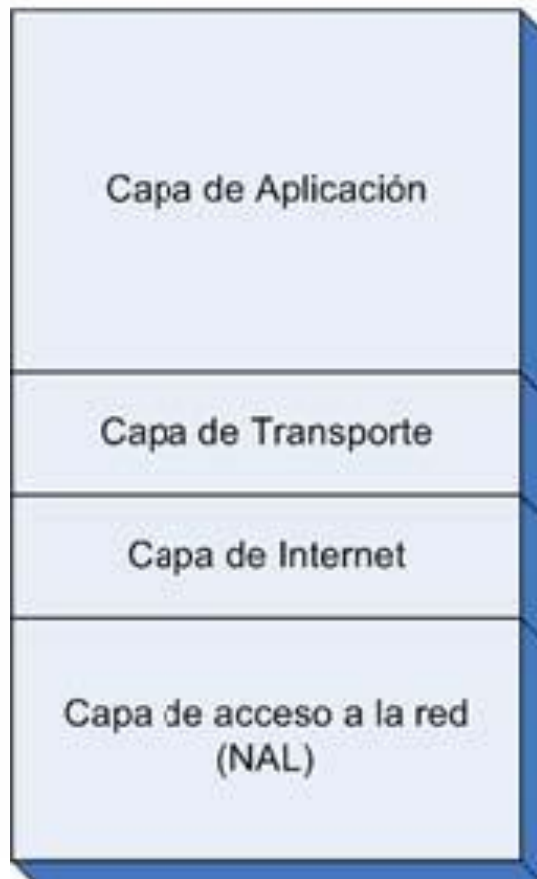 Capa de Aplicación
Capa de Transporte
Capa de Internet
Capa de acceso a la red
(NAL)